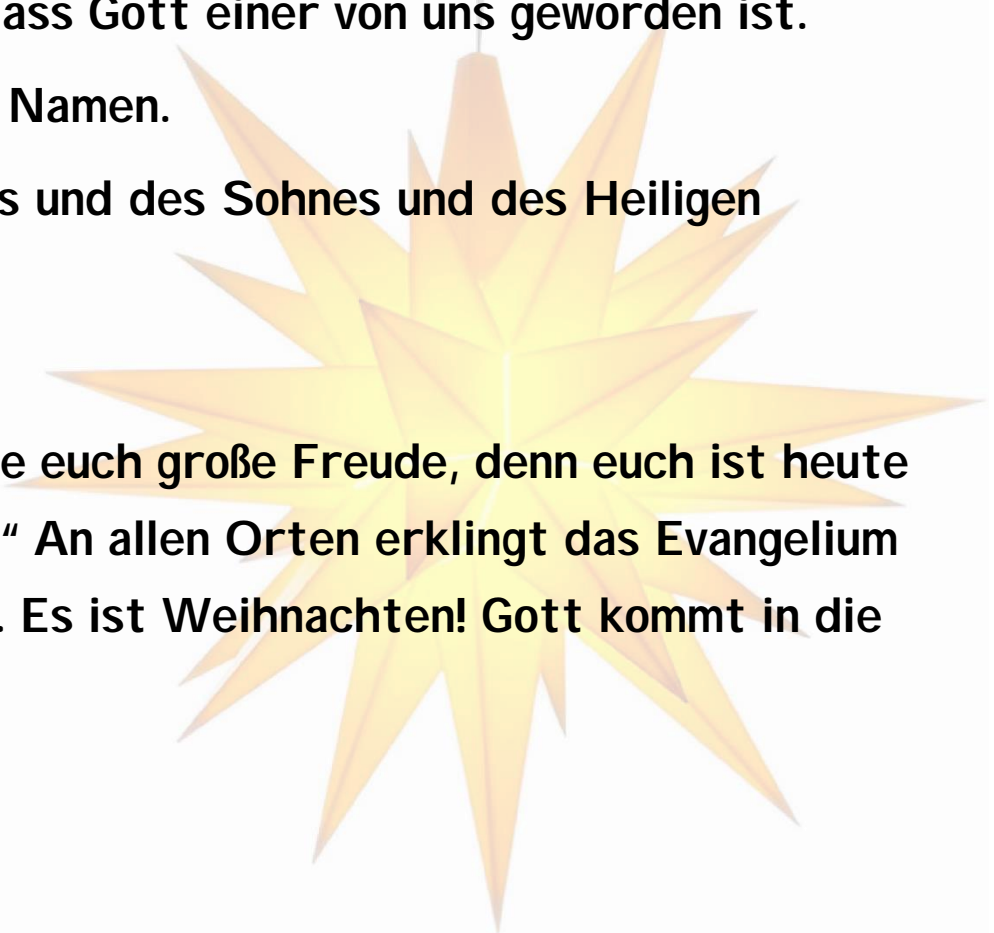 ass Gott einer von uns geworden ist.
Namen.
s und des Sohnes und des Heiligen
e euch große Freude, denn euch ist heute
“ An allen Orten erklingt das Evangelium
. Es ist Weihnachten! Gott kommt in die